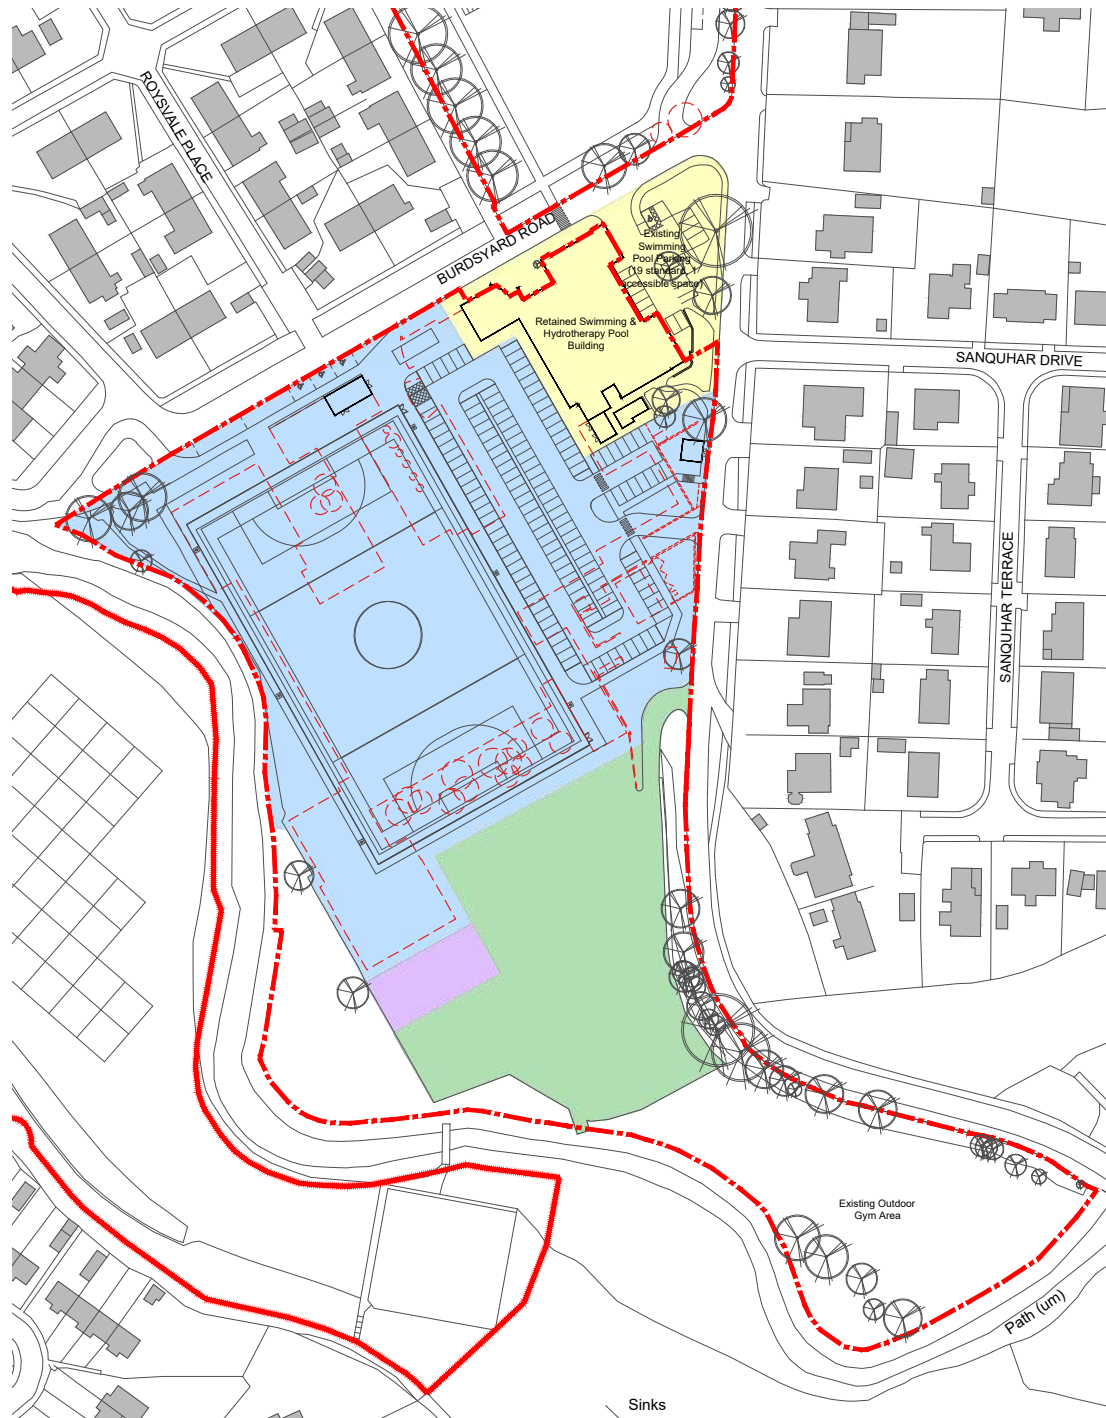 ROYSVALE PLACE
BURDSYARD ROAD
Existing
Swimming
Pool Parking
(19 standard, 1
accessible space)
Retained Swimming &
Hydrotherapy Pool
Building
SANQUHAR DRIVE
SANQUHAR TERRACE
Existing Outdoor
Gym Area
Path (um)
Sinks